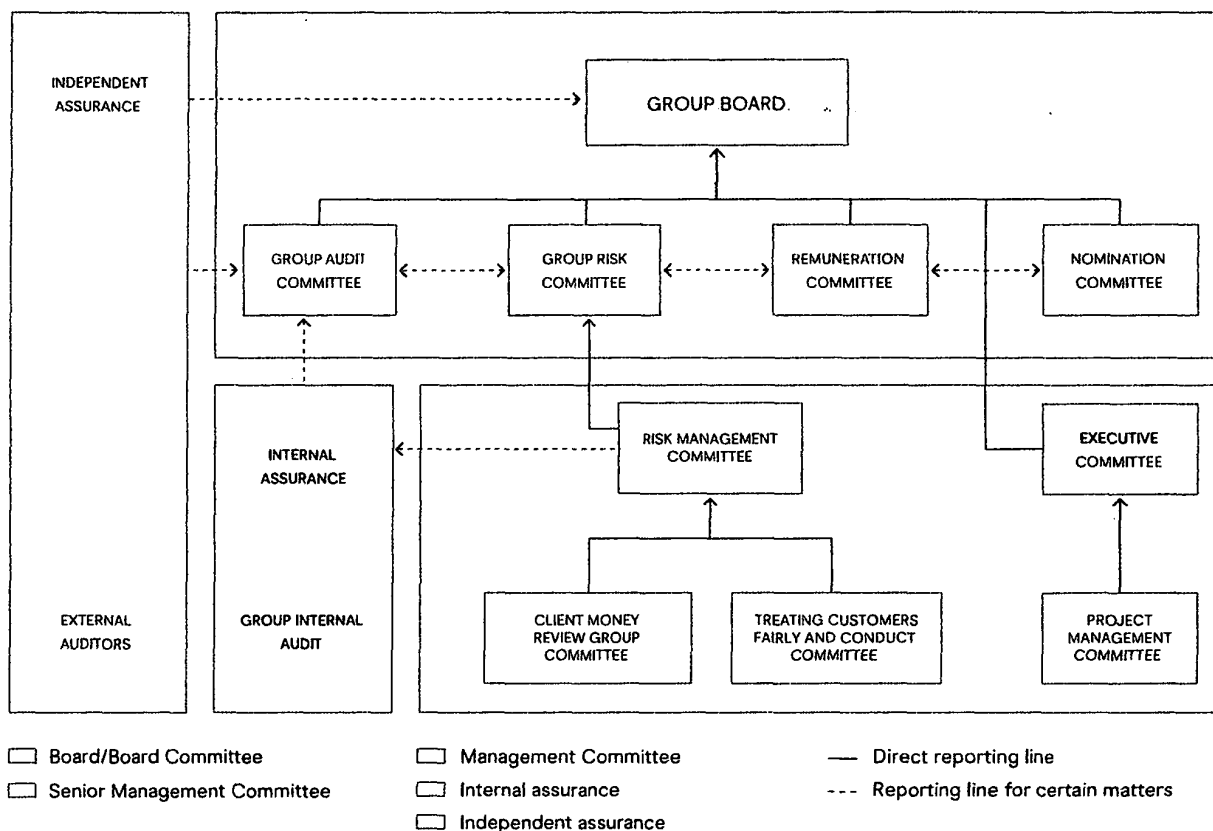 INDEPENDENT
ASSURANCE
GROUP BOARD
GROUP AUDIT
COMMITTEE
GROUP RISK
COMMITTEE
REMUNERATION
COMMITTEE
NOMINATION
COMMITTEE
RISK MANAGEMENT
COMMITTEE
EXECUTIVE
COMMITTEE
INTERNAL
ASSURANCE
EXTERNAL
AUDITORS
GROUP INTERNAL
AUDIT
CLIENT MONEY
REVIEW GROUP
COMMITTEE
TREATING CUSTOMERS
FAIRLY AND CONDUCT
COMMITTEE
PROJECT
MANAGEMENT
COMMITTEE
Board/Board Committee
Senior Management Committee
Management Committee
Internal assurance
Independent assurance
Direct reporting line
Reporting line for certain matters